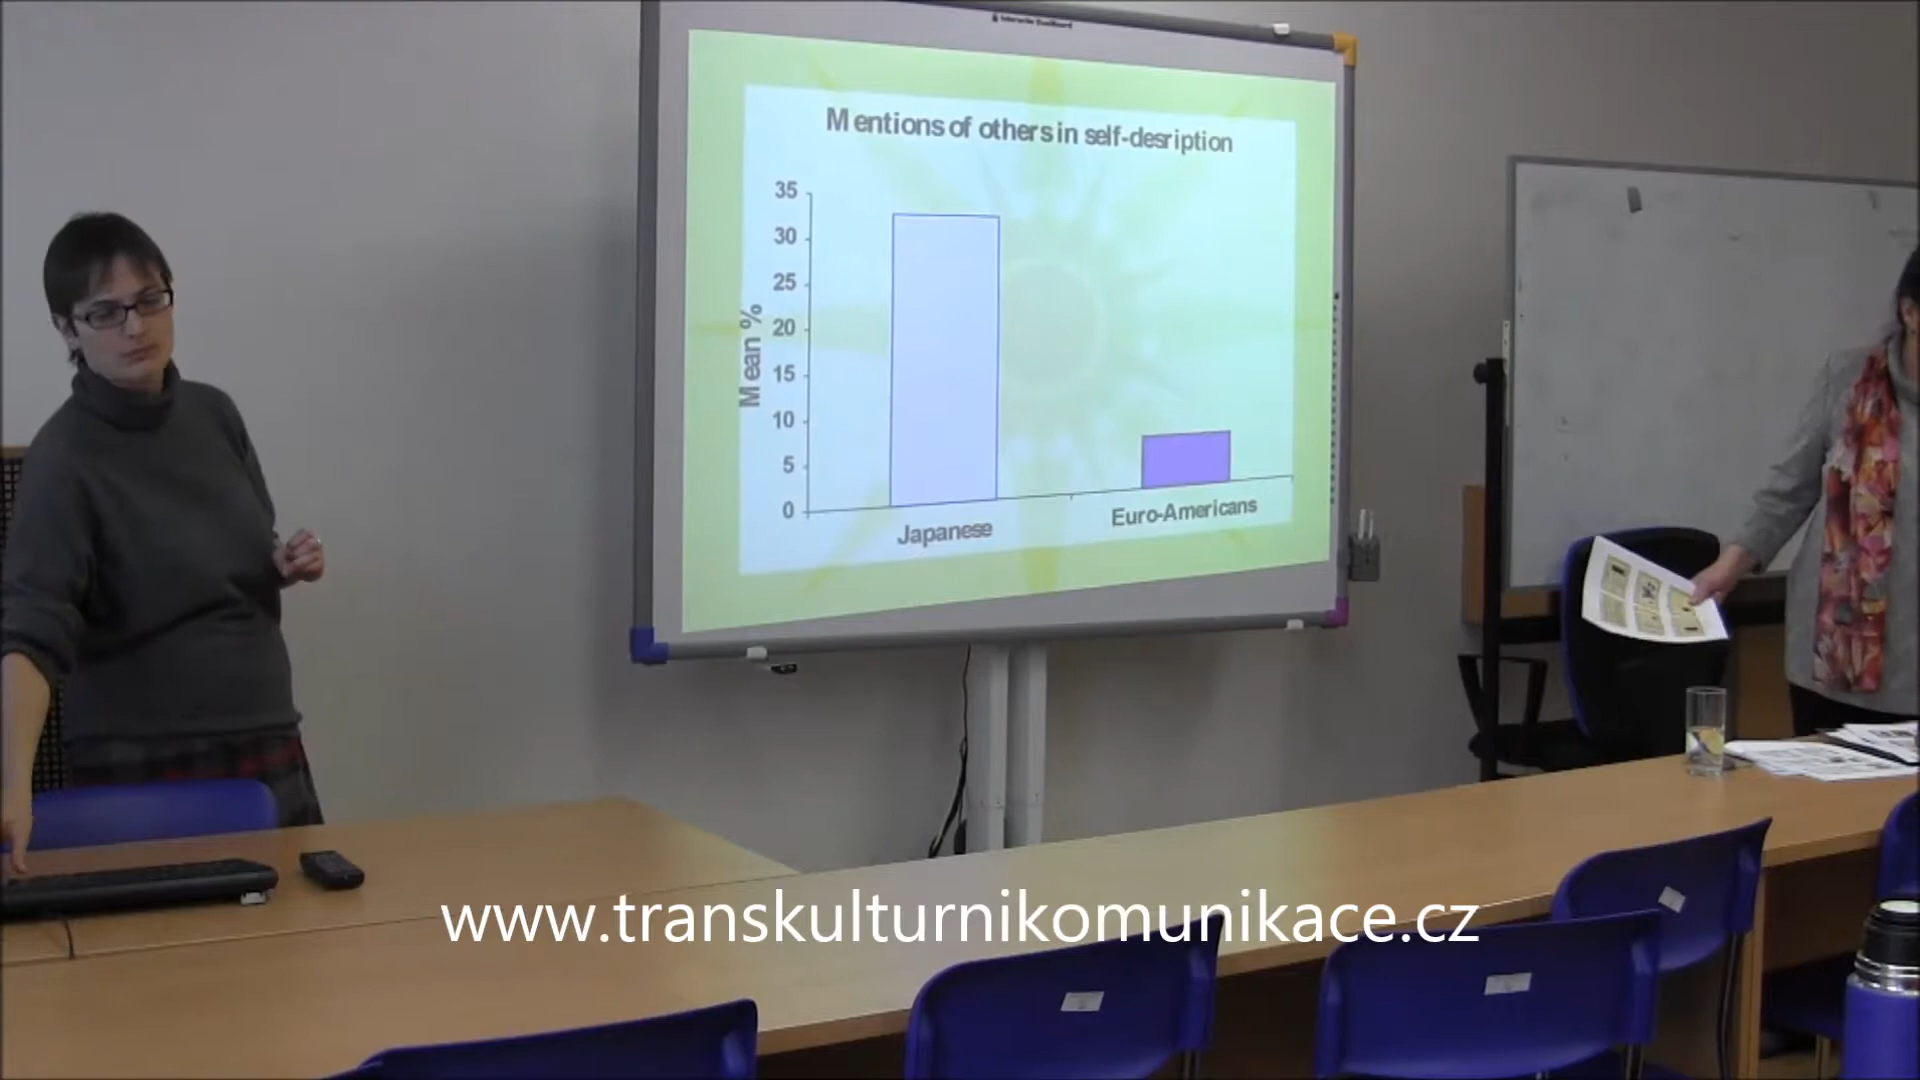 Mentions of others in self-desription
35
30
25
20
15
10
5
0
Mean %
Japanese
Euro-Americans
www.transkulturnikomunikace.cz